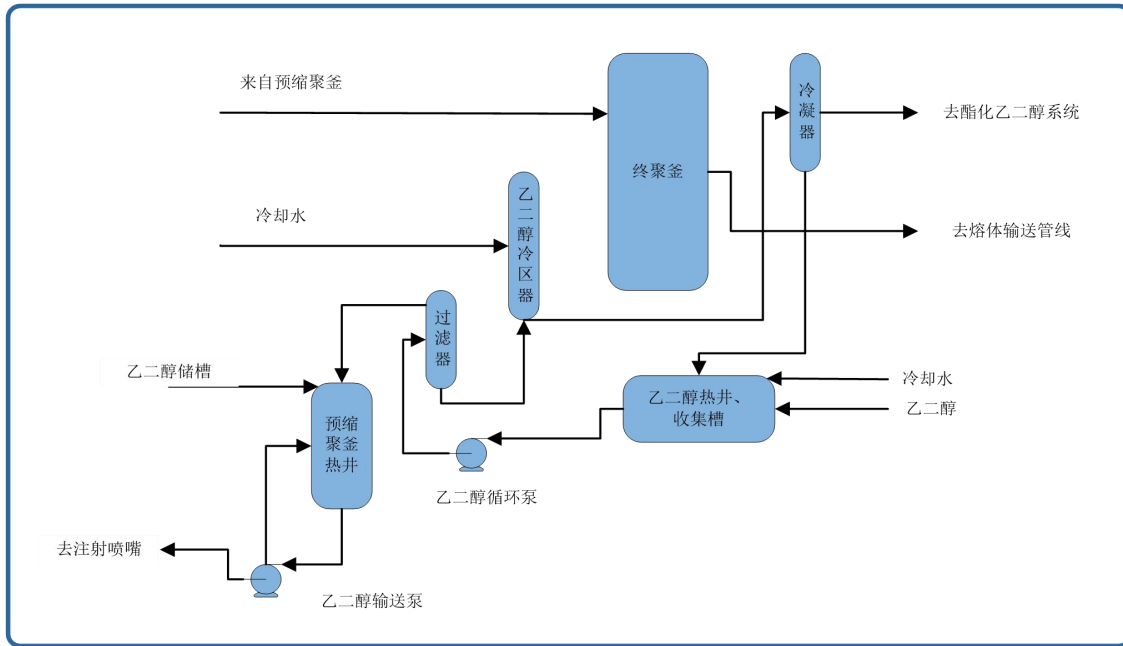 来自预缩聚釜
冷凝器
去酯化乙二醇系统
终聚釜
乙二醇冷区器
冷却水
去熔体输送管线
过滤器
乙二醇储槽
冷却水
乙二醇热井、
收集槽
乙二醇
预缩
聚釜
热井
乙二醇循环泵
去注射喷嘴
乙二醇输送泵